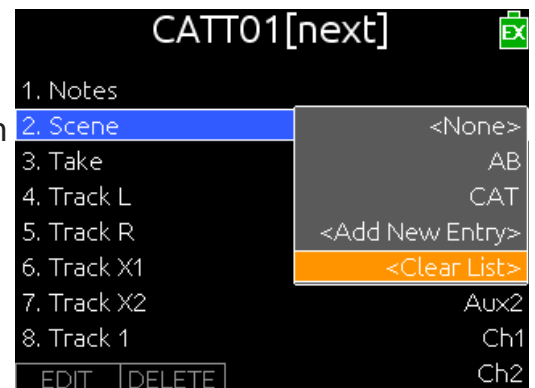 CATT01[next]
EX
1. Notes
n 2. Scene <None>
3. Take AB
4. Track L CAT
5. Track R <Add New Entry>
6. Track X1 <Clear List>
7. Track X2 Aux2
8. Track 1 Ch1
EDIT DELETE Ch2